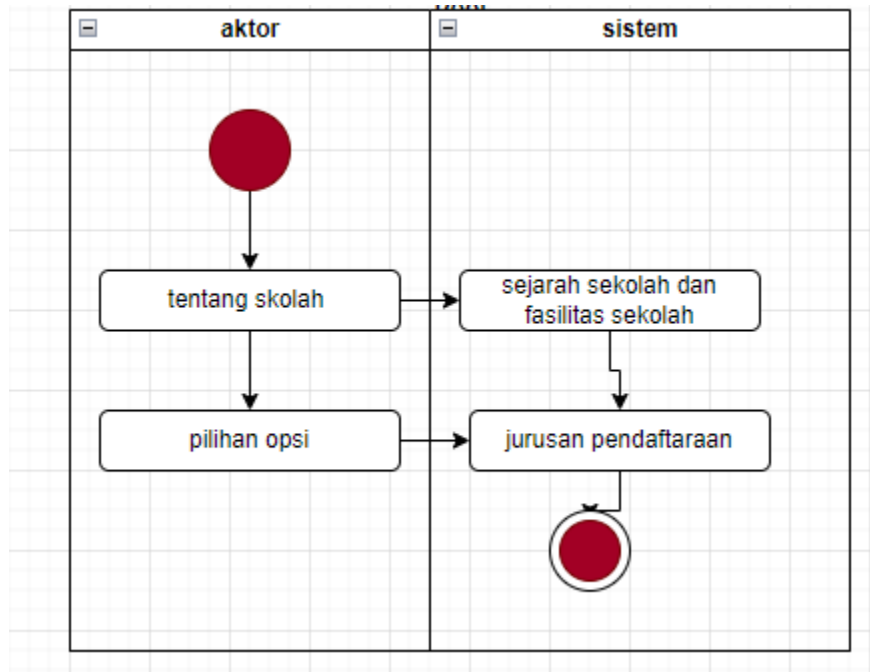 aktor
sistem
tentang skolah
sejarah sekolah dan
fasilitas sekolah
pilihan opsi
jurusan pendaftaraan